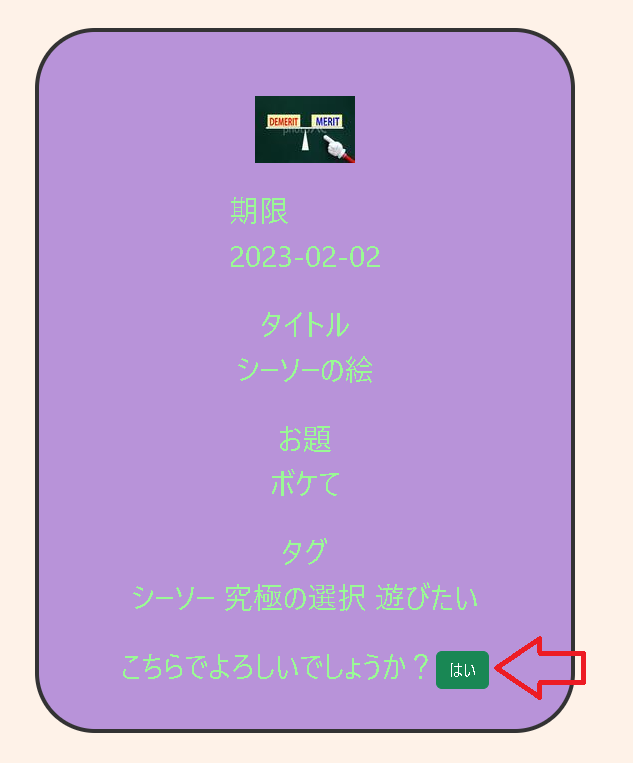 DEMERIT MERIT
photoAC
期限
2023-02-02
タイトル
シーソーの絵
お題
ボケて
タグ
シーソー 究極の選択 遊びたい
こちらでよろしいでしょうか？ はい